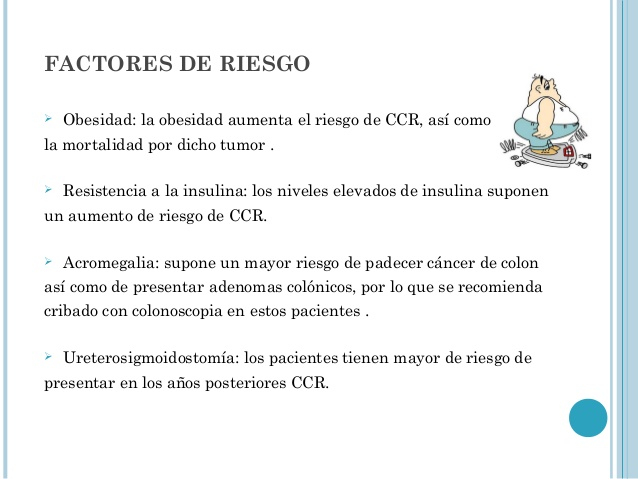 FACTORES DE RIESGO
➢ Obesidad: la obesidad aumenta el riesgo de CCR, así como
la mortalidad por dicho tumor .
➢ Resistencia a la insulina: los niveles elevados de insulina suponen
un aumento de riesgo de CCR.
➢ Acromegalia: supone un mayor riesgo de padecer cáncer de colon
así como de presentar adenomas colónicos, por lo que se recomienda
cribado con colonoscopia en estos pacientes .
➢ Ureterosigmoidostomía: los pacientes tienen mayor de riesgo de
presentar en los años posteriores CCR.